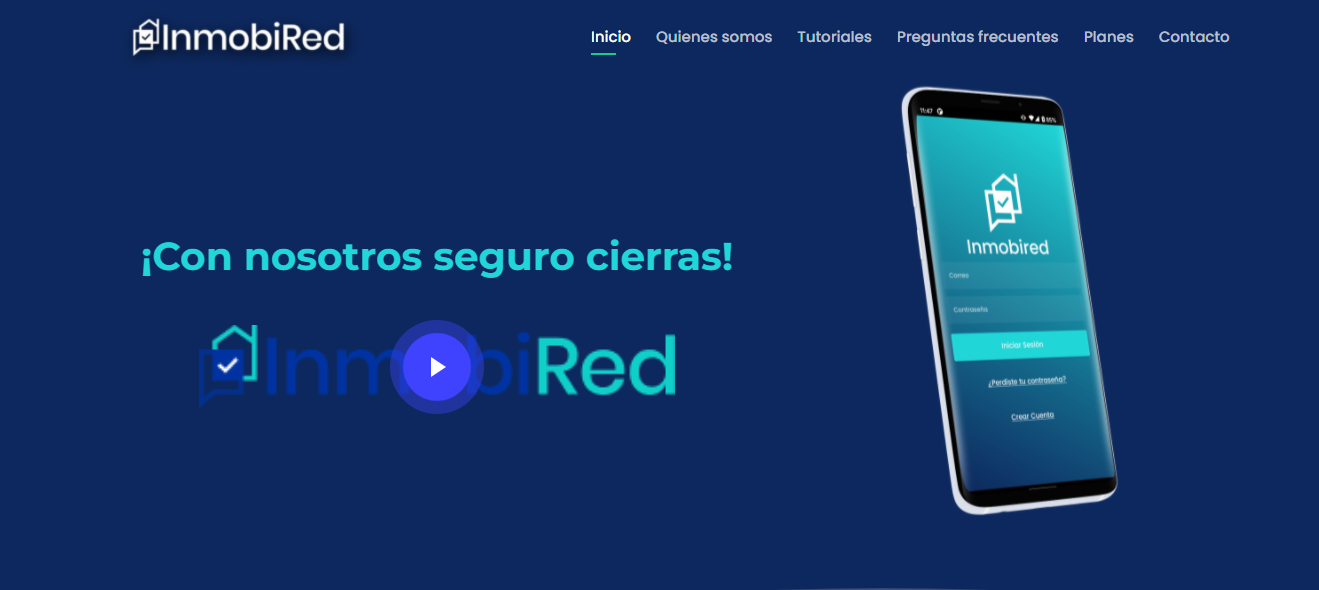 InmobiRed
Inicio Quienes somos Tutoriales Preguntas frecuentes Planes Contacto
¡Con nosotros seguro cierras!
InmobiRed
11:47
85%
Inmobired
Correo
Contraseña
Iniciar Sesión
¿Perdiste tu contraseña?
Crear Cuenta